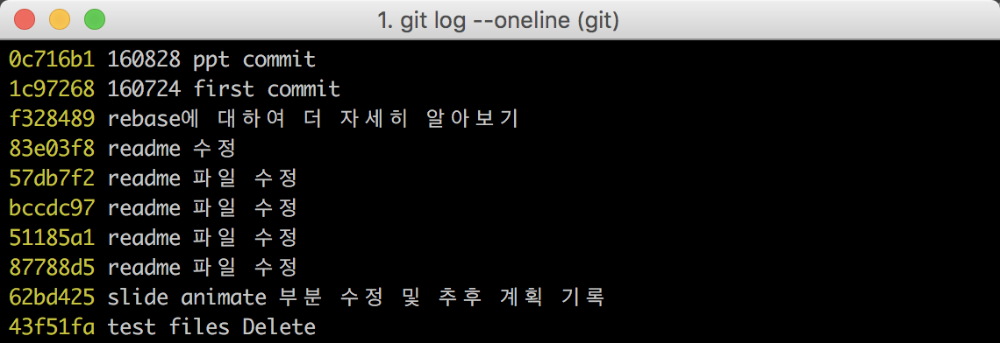 1. git log --oneline (git)
0c716b1 160828 ppt commit
1c97268 160724 first commit
f328489 rebase에 대하여 더 자세히 알아보기
83e03f8 readme 수정
57db7f2 readme 파일 수정
bccdc97 readme 파일 수정
51185a1 readme 파일 수정
87788d5 readme 파일 수정
62bd425 slide animate 부분 수정 및 추후 계획 기록
43f51fa test files Delete